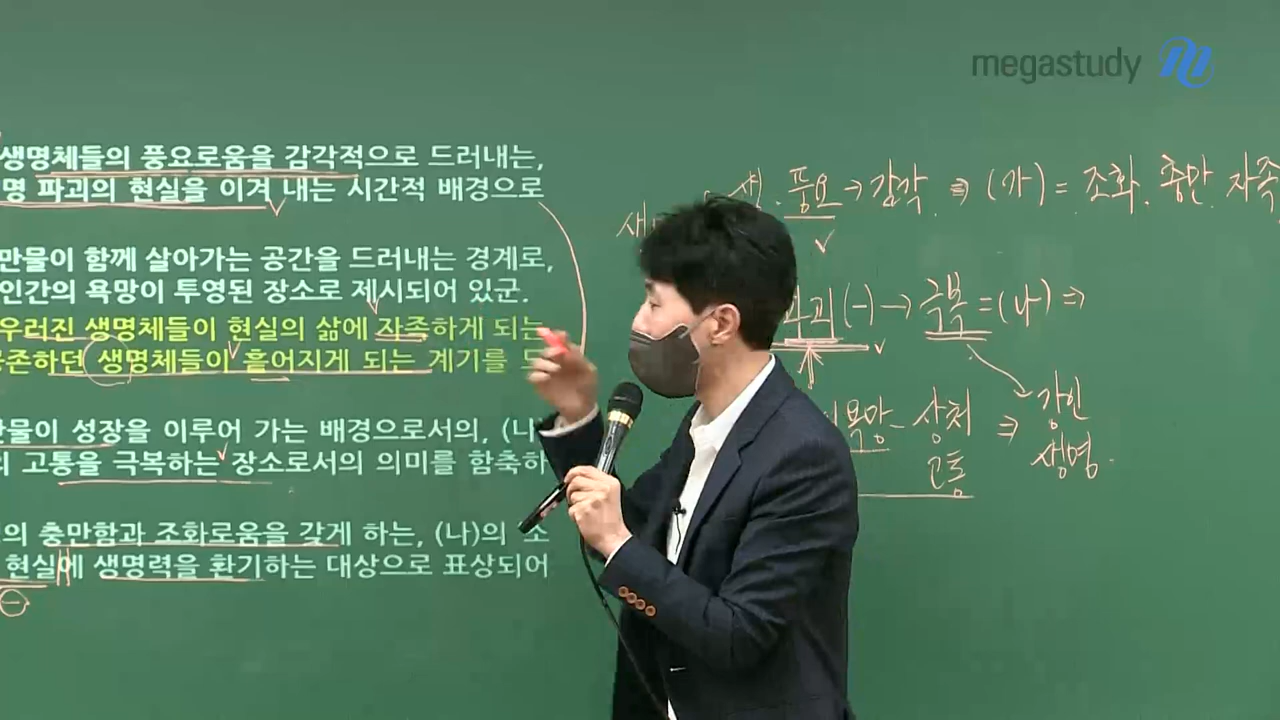 megastudy
생명체들의 풍요로움을 감각적으로 드러내는,
명 파괴의 현실을 이겨 내는 시간적 배경으로
만물이 함께 살아가는 공간을 드러내는 경계로,
인간의 욕망이 투영된 장소로 제시되어 있군.
우러진 생명체들이 현실의 삶에 자족하게 되는
공존하던 생명체들이 흩어지게 되는 계기를
만물이 성장을 이루어 가는 배경으로서의, (나
고통을 극복하는 장소로서의 의미를 함축하
의 충만함과 조화로움을 갖게 하는, (나)의 소
현실에 생명력을 환기하는 대상으로 표상되어
풍요 → 감각 ⇒ (가) = 조화. 충만 자족
파괴 (-) → 극복 = (나) ⇒
욕망 - 상처 ⇒ 강인
고통 생명.